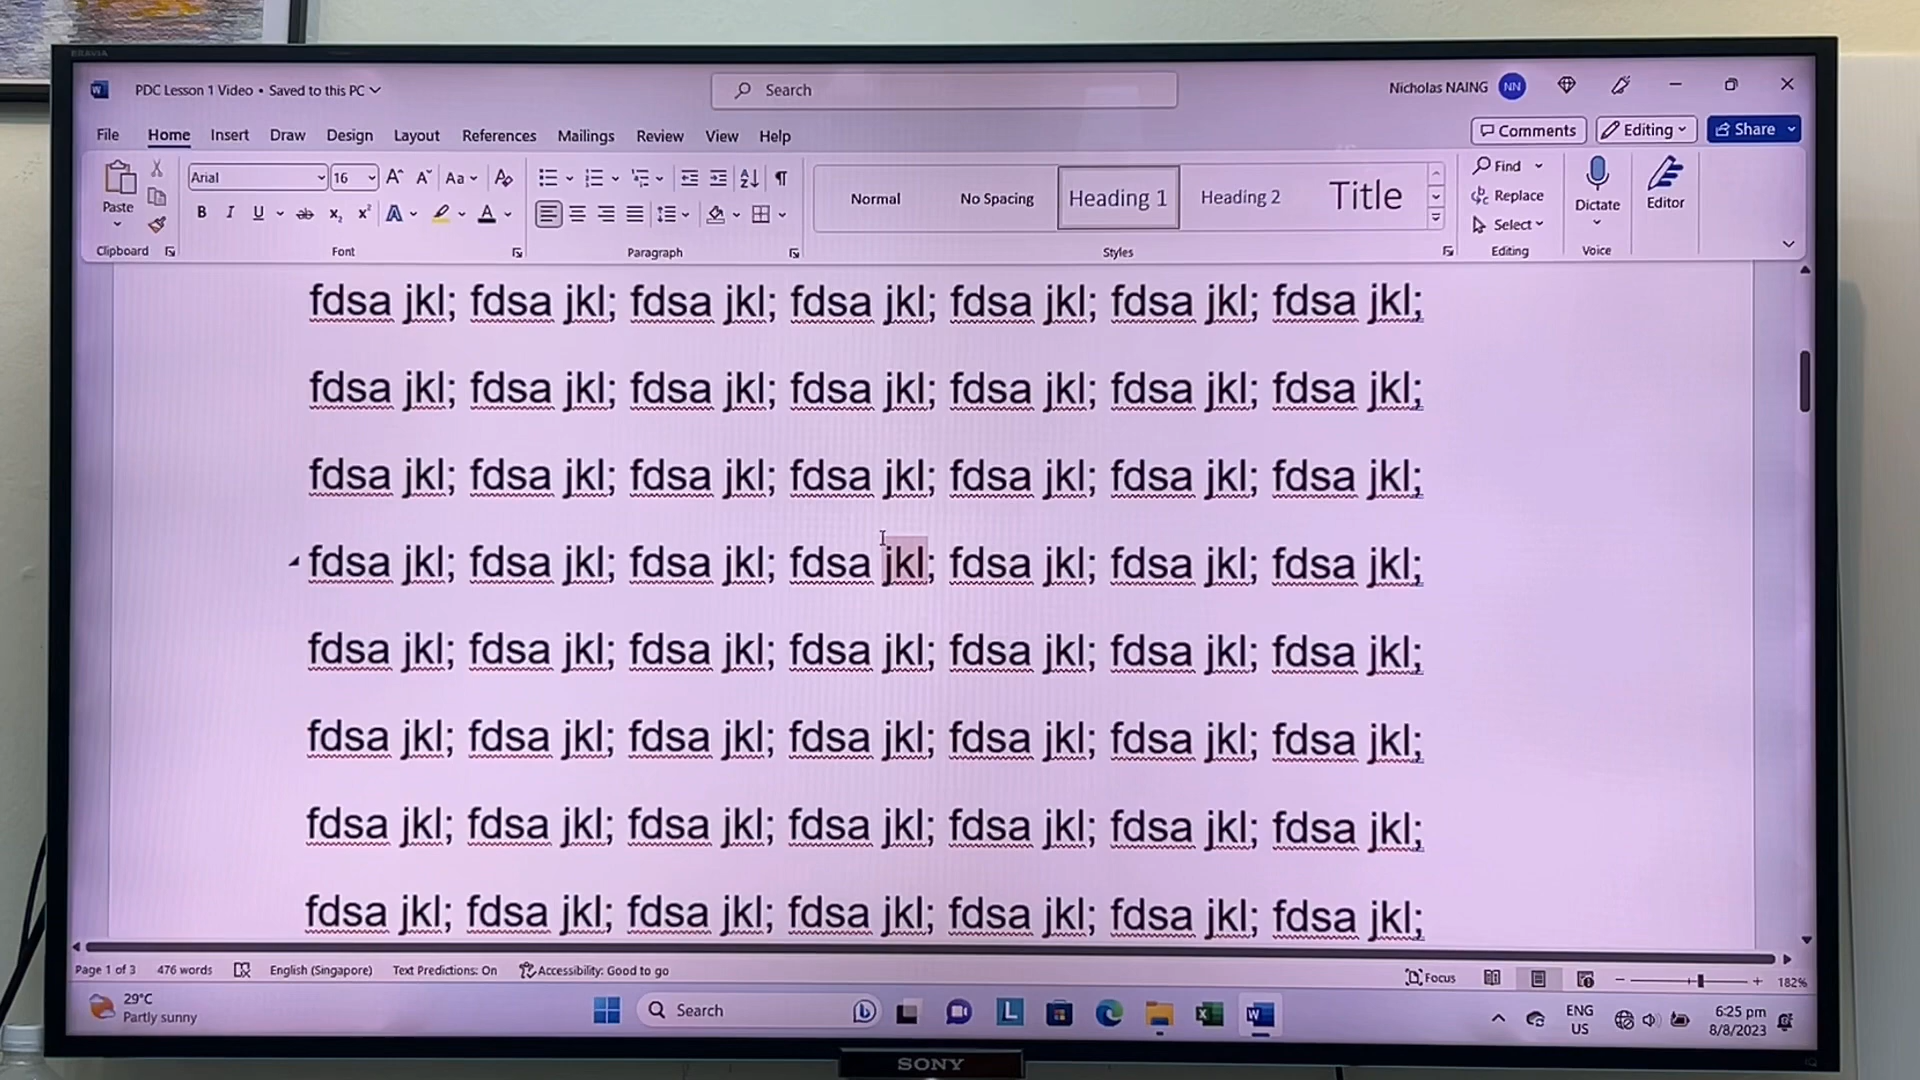 BRAVIA
PDC Lesson 1 Video • Saved to this PC
Search
Nicholas NAING NN
File Home Insert Draw Design Layout References Mailings Review View Help
Comments Editing Share
Paste
Clipboard
Arial 16
Aa
B I U ab x₂ x² A A
Font
Paragraph
Normal No Spacing Heading 1 Heading 2 Title
Styles
Find
Replace
Select
Editing
Dictate
Voice
Editor
fdsa jkl; fdsa jkl; fdsa jkl; fdsa jkl; fdsa jkl; fdsa jkl; fdsa jkl;
fdsa jkl; fdsa jkl; fdsa jkl; fdsa jkl; fdsa jkl; fdsa jkl; fdsa jkl;
fdsa jkl; fdsa jkl; fdsa jkl; fdsa jkl; fdsa jkl; fdsa jkl; fdsa jkl;
fdsa jkl; fdsa jkl; fdsa jkl; fdsa jkl; fdsa jkl; fdsa jkl; fdsa jkl;
fdsa jkl; fdsa jkl; fdsa jkl; fdsa jkl; fdsa jkl; fdsa jkl; fdsa jkl;
fdsa jkl; fdsa jkl; fdsa jkl; fdsa jkl; fdsa jkl; fdsa jkl; fdsa jkl;
fdsa jkl; fdsa jkl; fdsa jkl; fdsa jkl; fdsa jkl; fdsa jkl; fdsa jkl;
fdsa jkl; fdsa jkl; fdsa jkl; fdsa jkl; fdsa jkl; fdsa jkl; fdsa jkl;
Page 1 of 3 476 words English (Singapore) Text Predictions: On Accessibility: Good to go
Focus 182%
29°C
Partly sunny
Search
ENG
US
6:25 pm
8/8/2023
SONY